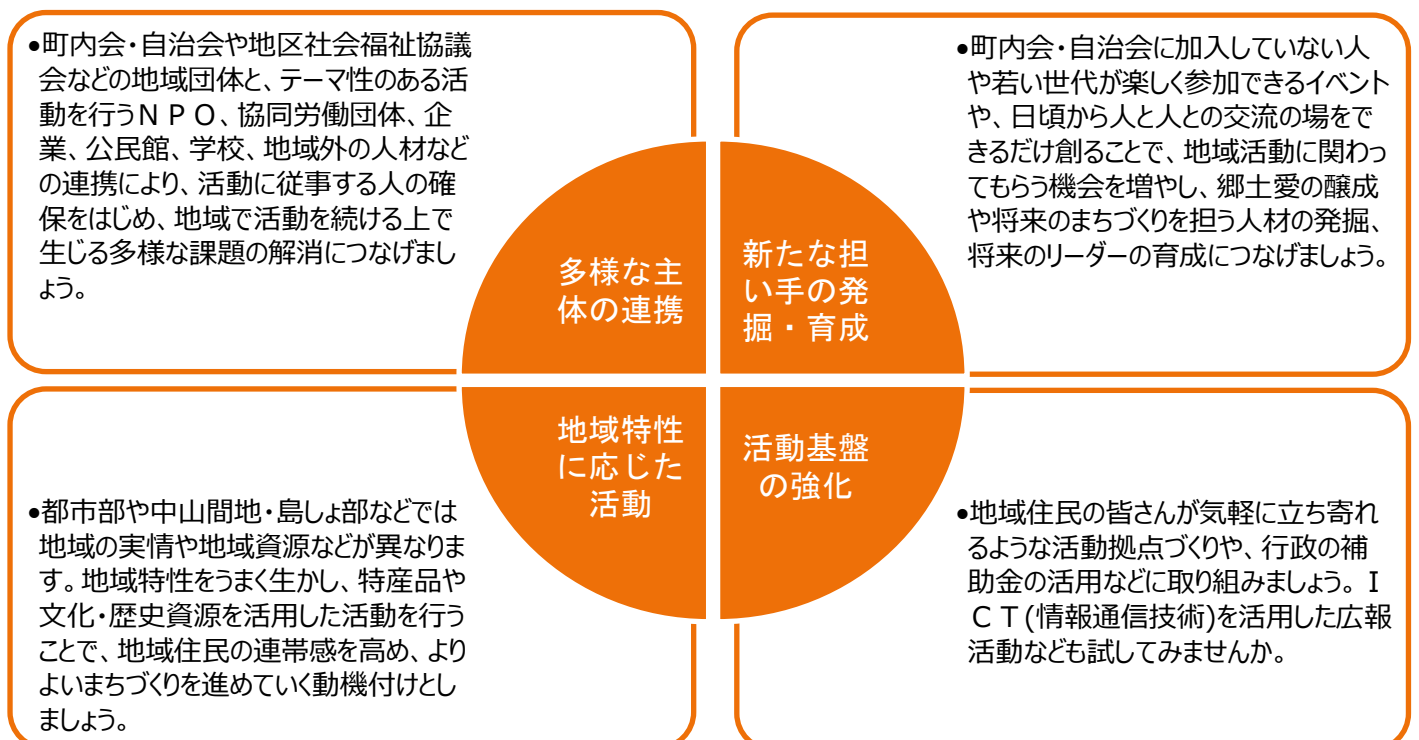 •町内会・自治会や地区社会福祉協議
会などの地域団体と、テーマ性のある活
動を行うＮＰＯ、協同労働団体、企
業、公民館、学校、地域外の人材など
の連携により、活動に従事する人の確
保をはじめ、地域で活動を続ける上で
生じる多様な課題の解消につなげまし
ょう。
•町内会・自治会に加入していない人
や若い世代が楽しく参加できるイベント
や、日頃から人と人との交流の場をで
きるだけ創ることで、地域活動に関わっ
てもらう機会を増やし、郷土愛の醸成
や将来のまちづくりを担う人材の発掘、
将来のリーダーの育成につなげましょう。
多様な主
体の連携
新たな担
い手の発
掘・育成
地域特性
に応じた
活動
活動基盤
の強化
•都市部や中山間地・島しょ部などでは
地域の実情や地域資源などが異なりま
す。地域特性をうまく生かし、特産品や
文化・歴史資源を活用した活動を行う
ことで、地域住民の連帯感を高め、より
よいまちづくりを進めていく動機付けとし
ましょう。
•地域住民の皆さんが気軽に立ち寄れ
るような活動拠点づくりや、行政の補
助金の活用などに取り組みましょう。Ｉ
ＣＴ(情報通信技術)を活用した広報
活動なども試してみませんか。